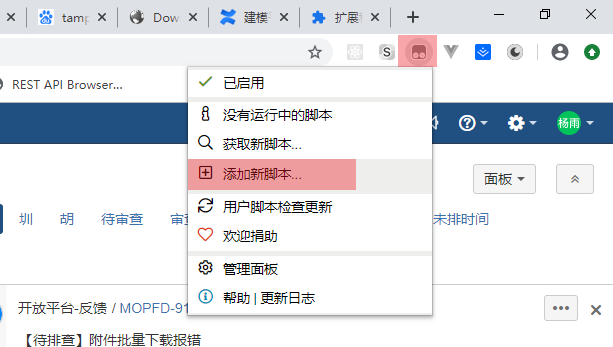 tamp
Dow
建模
扩展
S
REST API Browser...
已启用
没有运行中的脚本
获取新脚本...
添加新脚本...
用户脚本检查更新
欢迎捐助
管理面板
帮助 | 更新日志
杨雨
面板
圳 胡 待审查 审 未排时间
开放平台-反馈 / MOPFD-91
【待排查】附件批量下载报错